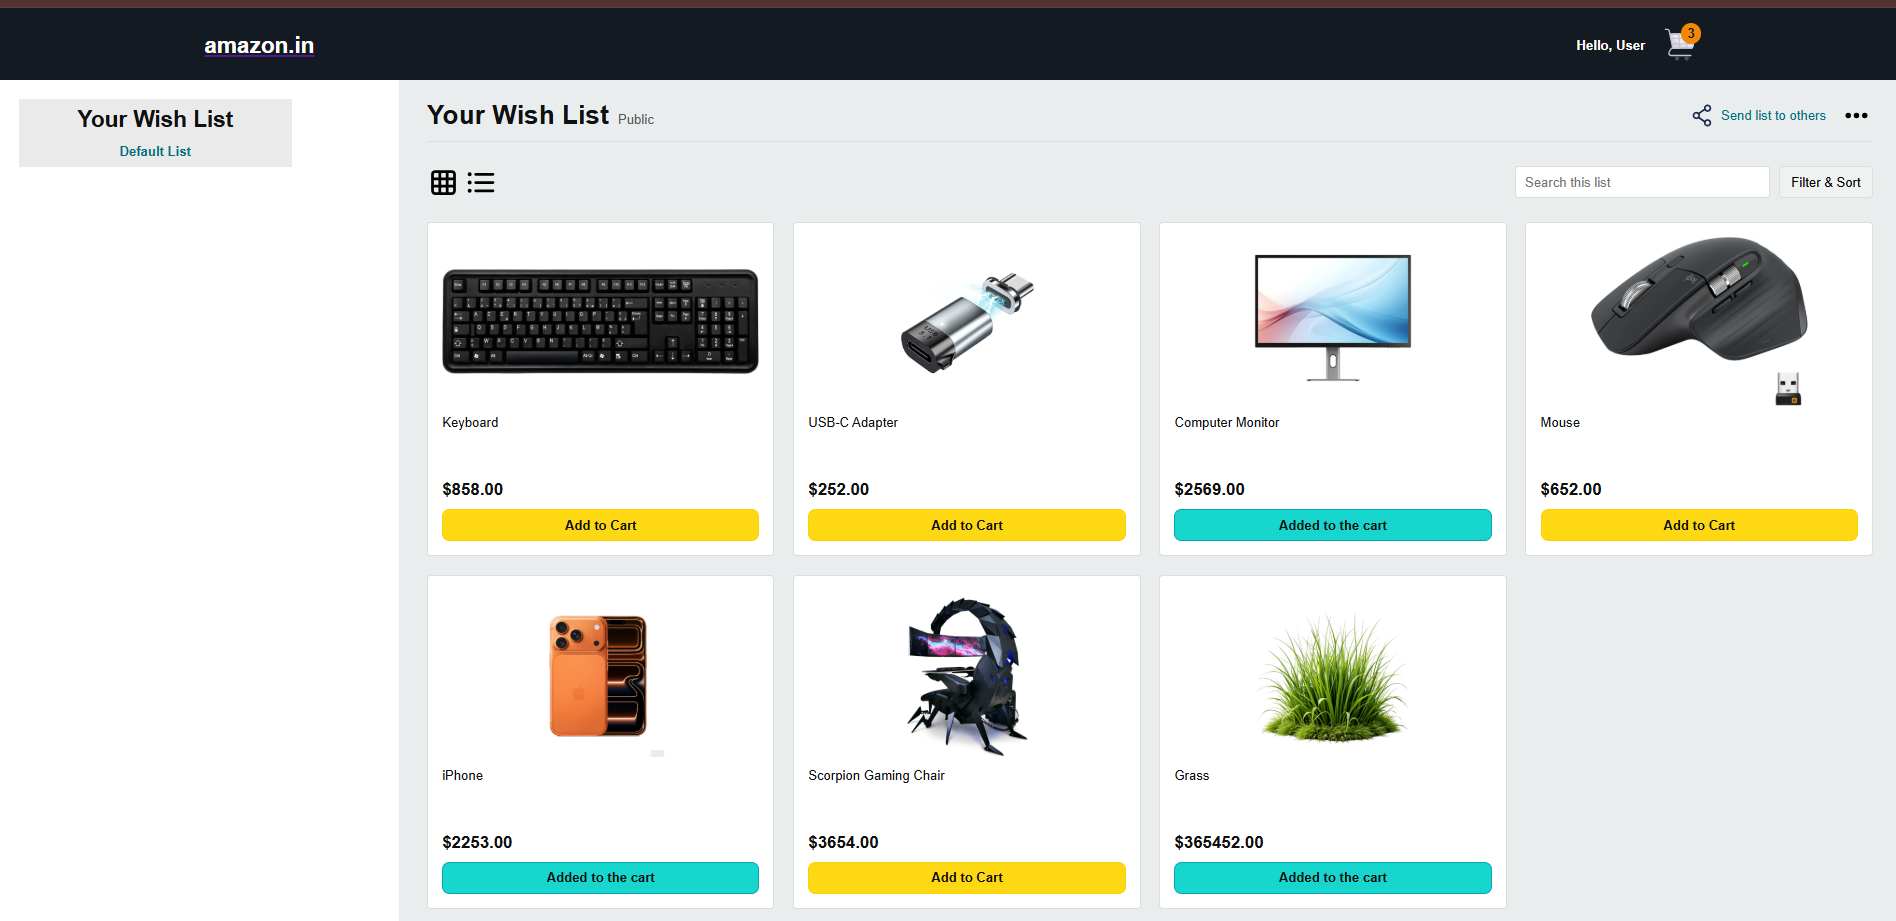 amazon.in
Hello, User
3
Your Wish List
Default List
Your Wish List Public
Send list to others
Search this list
Filter & Sort
Keyboard
$858.00
Add to Cart
USB-C Adapter
$252.00
Add to Cart
Computer Monitor
$2569.00
Added to the cart
Mouse
$652.00
Add to Cart
iPhone
$2253.00
Added to the cart
Scorpion Gaming Chair
$3654.00
Add to Cart
Grass
$365452.00
Added to the cart